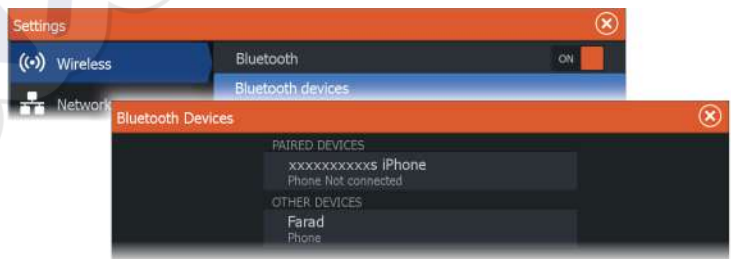 Settings
Wireless
Bluetooth
ON
Bluetooth devices
Network
Bluetooth Devices
PAIRED DEVICES
xxxxxxxxxxs iPhone
Phone Not connected
OTHER DEVICES
Farad
Phone